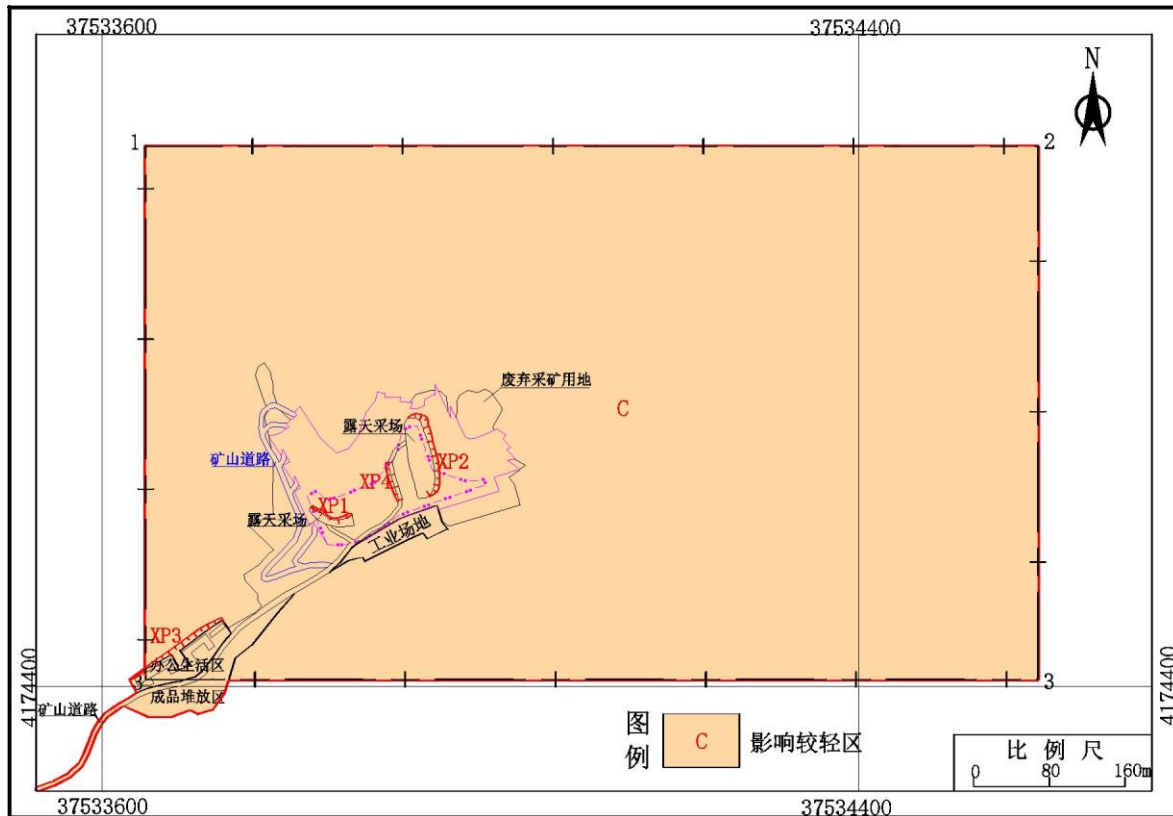 37533600
37534400
N
1
2
废弃采矿用地
C
露天采场
矿山道路
XP2
XP4
XP1
露天采场
工业场地
XP3
办公生活区
3
4174400
4174400
成品堆放区
矿山道路
图例
C
影响较轻区
比例尺
0 80 160m
37533600
37534400